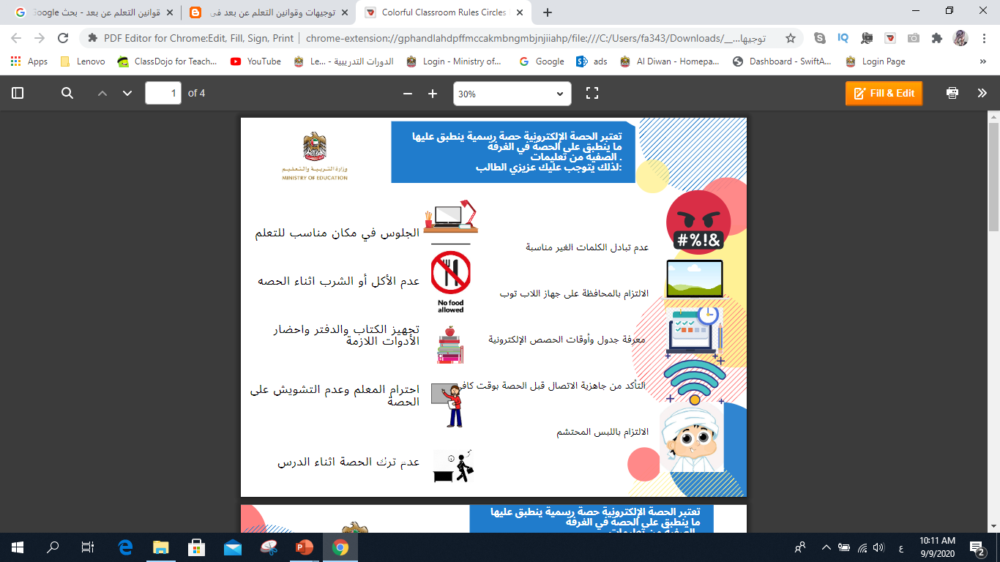 قوانين التعلم عن بعد - بحث Google
توجيهات وقوانين التعلم عن بعد فى
Colorful Classroom Rules Circles
PDF Editor for Chrome:Edit, Fill, Sign, Print
chrome-extension://gphandlahdpffmccakmbngmbjnjiiahp/file:///C:/Users/fa343/Downloads/__...توجيها
Apps
Lenovo
ClassDojo for Teach...
YouTube
الدورات التدريبية - Le...
Login - Ministry of...
Google
ads
Al Diwan - Homepa...
Dashboard - SwiftA...
Login Page
»
1 of 4
30%
Fill & Edit
تعتبر الحصة الإلكترونية حصة رسمية ينطبق عليها
ما ينطبق على الحصة في الغرفة
. الصفية من تعليمات
:لذلك يتوجب عليك عزيزي الطالب
وزارة التربية والتعليم
MINISTRY OF EDUCATION
#%!&
عدم تبادل الكلمات الغير مناسبة
الالتزام بالمحافظة على جهاز اللاب توب
معرفة جدول وأوقات الحصص الإلكترونية
التأكد من جاهزية الاتصال قبل الحصة بوقت كافي
الالتزام باللبس المحتشم
الجلوس في مكان مناسب للتعلم
عدم الأكل أو الشرب اثناء الحصه
No food
allowed
تجهيز الكتاب والدفتر واحضار
الأدوات اللازمة
احترام المعلم وعدم التشويش على
الحصة
عدم ترك الحصة اثناء الدرس
تعتبر الحصة الإلكترونية حصة رسمية ينطبق عليها
ما ينطبق على الحصة في الغرفة
الصفية من تعليمات
ع
10:11 AM
9/9/2020
2